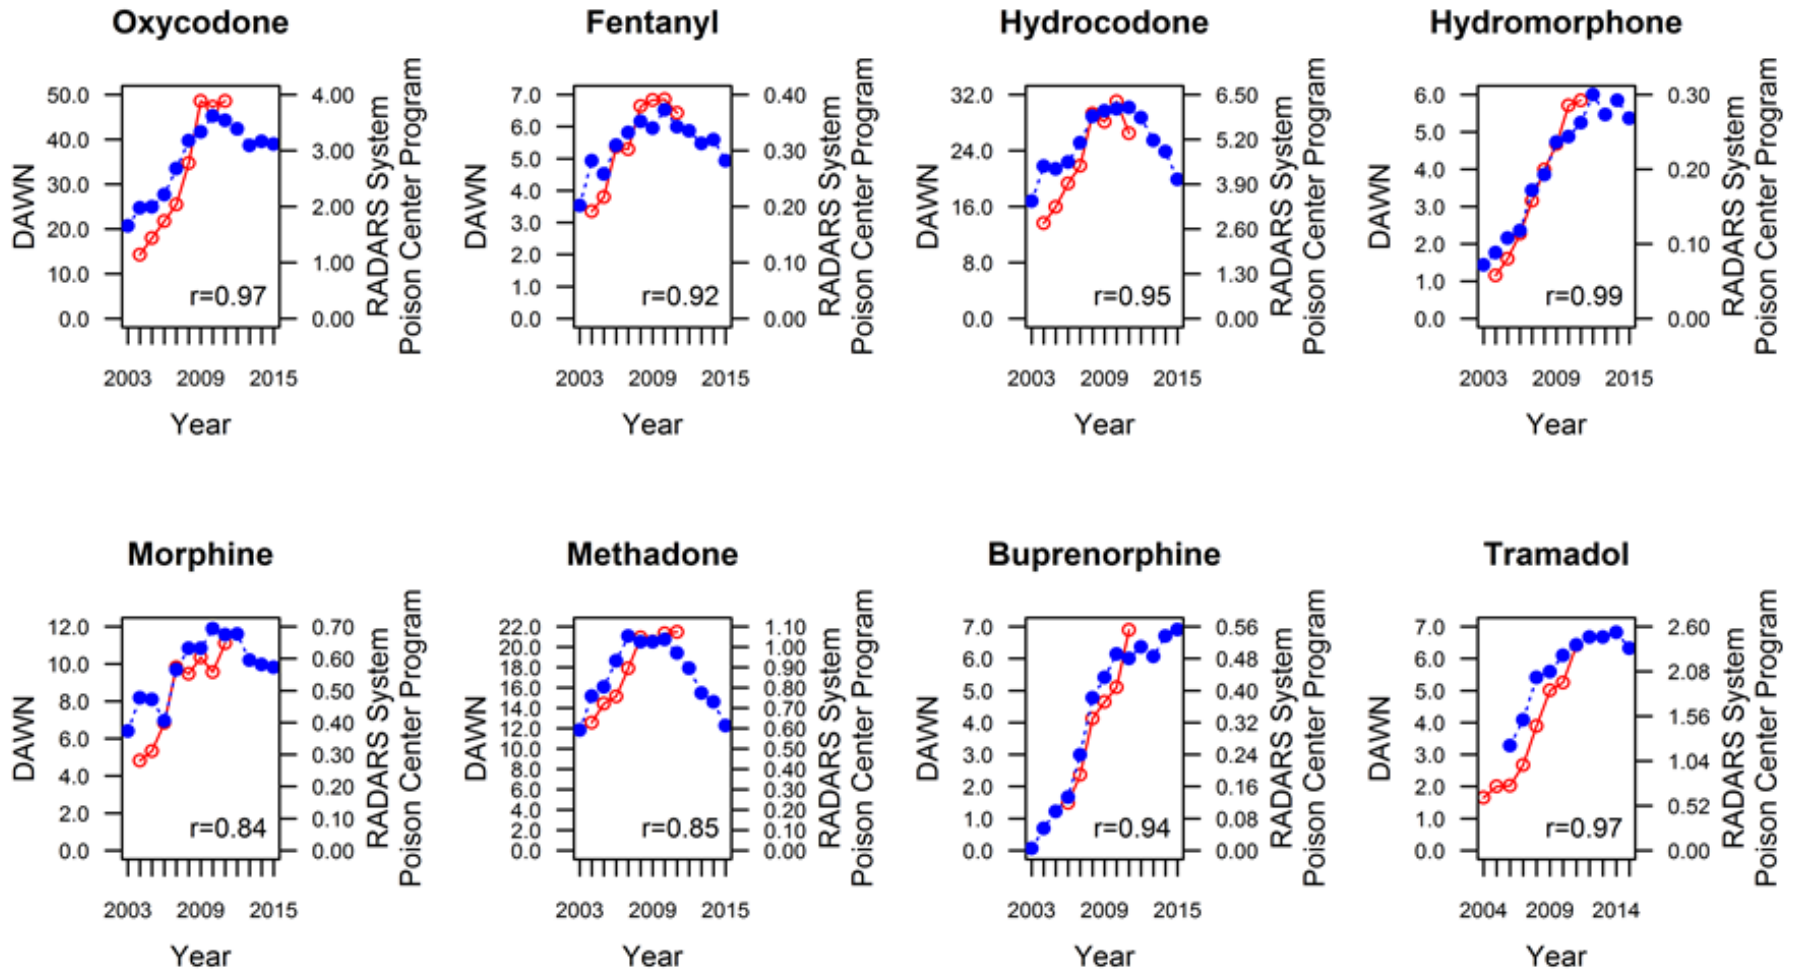 Oxycodone
50.0
40.0
30.0
20.0
10.0
0.0
DAWN
4.00
3.00
2.00
1.00
0.00
RADARS System
Poison Center Program
r=0.97
2003 2009 2015
Year
Fentanyl
7.0
6.0
5.0
4.0
3.0
2.0
1.0
0.0
DAWN
0.40
0.30
0.20
0.10
0.00
RADARS System
Poison Center Program
r=0.92
2003 2009 2015
Year
Hydrocodone
32.0
24.0
16.0
8.0
0.0
DAWN
6.50
5.20
3.90
2.60
1.30
0.00
RADARS System
Poison Center Program
r=0.95
2003 2009 2015
Year
Hydromorphone
6.0
5.0
4.0
3.0
2.0
1.0
0.0
DAWN
0.30
0.20
0.10
0.00
RADARS System
Poison Center Program
r=0.99
2003 2009 2015
Year
Morphine
12.0
10.0
8.0
6.0
4.0
2.0
0.0
DAWN
0.70
0.60
0.50
0.40
0.30
0.20
0.10
0.00
RADARS System
Poison Center Program
r=0.84
2003 2009 2015
Year
Methadone
22.0
20.0
18.0
16.0
14.0
12.0
10.0
8.0
6.0
4.0
2.0
0.0
DAWN
1.10
1.00
0.90
0.80
0.70
0.60
0.50
0.40
0.30
0.20
0.10
0.00
RADARS System
Poison Center Program
r=0.85
2003 2009 2015
Year
Buprenorphine
7.0
6.0
5.0
4.0
3.0
2.0
1.0
0.0
DAWN
0.56
0.48
0.40
0.32
0.24
0.16
0.08
0.00
RADARS System
Poison Center Program
r=0.94
2003 2009 2015
Year
Tramadol
7.0
6.0
5.0
4.0
3.0
2.0
1.0
0.0
DAWN
2.60
2.08
1.56
1.04
0.52
0.00
RADARS System
Poison Center Program
r=0.97
2004 2009 2014
Year